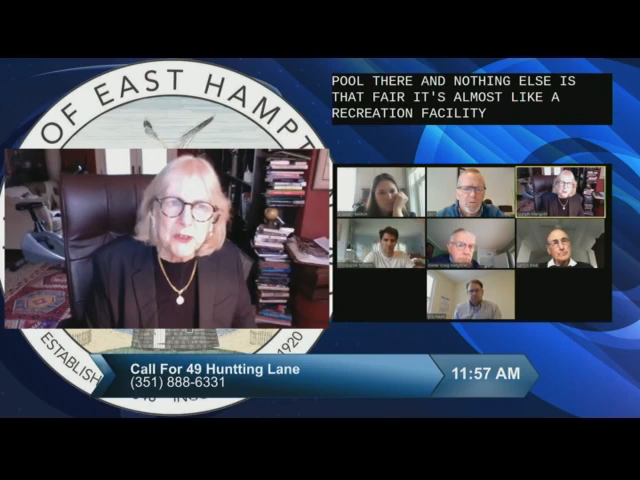 POOL THERE AND NOTHING ELSE IS
THAT FAIR IT'S ALMOST LIKE A
RECREATION FACILITY
OF EAST HAMPT
ESTABLISH
1920
Call For 49 Huntting Lane
(351) 888-6331
11:57 AM